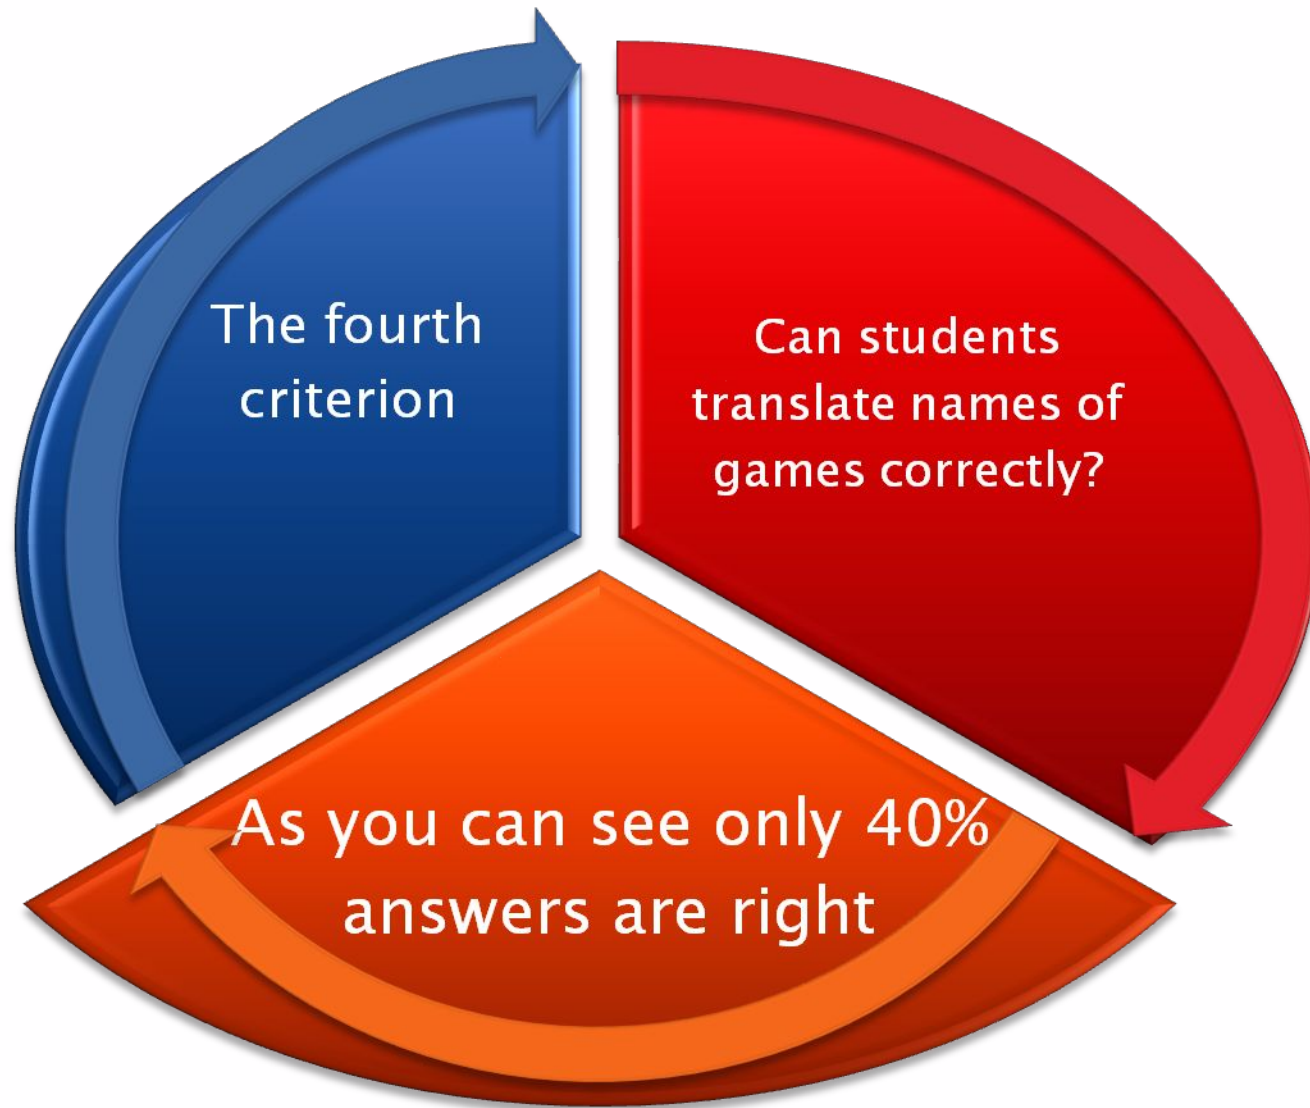 The fourth
criterion
Can students
translate names of
games correctly?
As you can see only 40%
answers are right